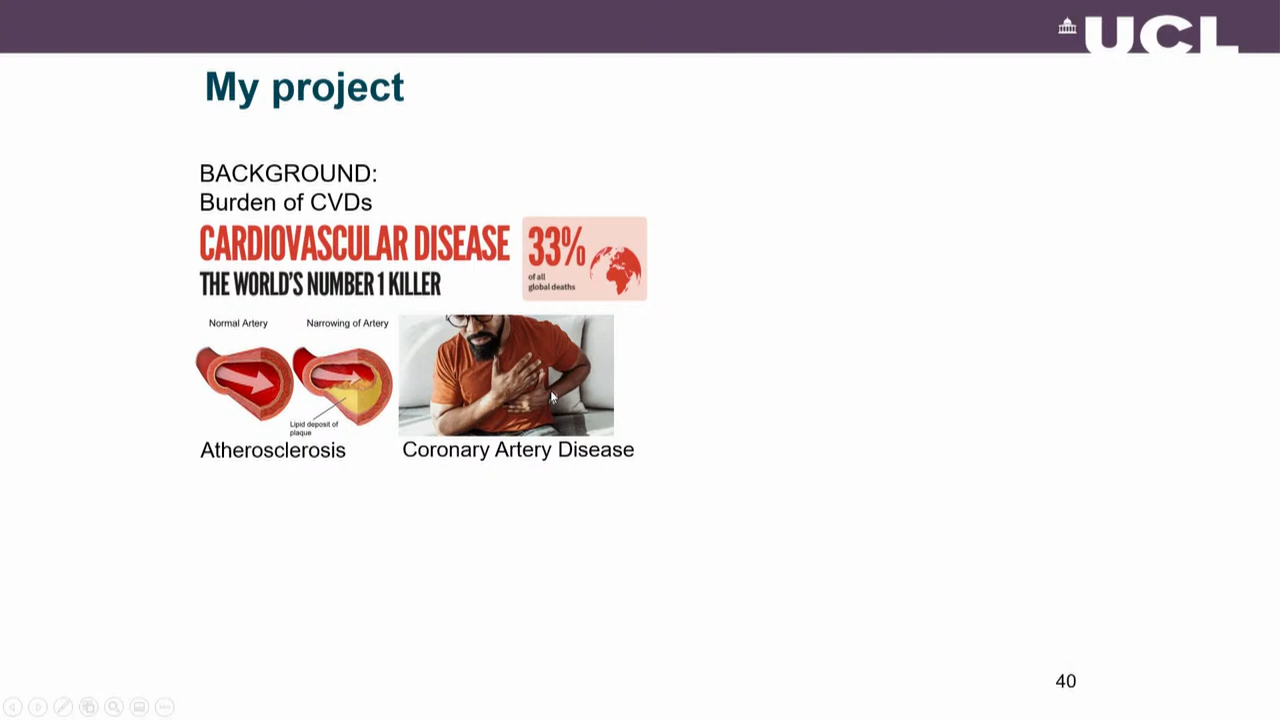 UCL
My project
BACKGROUND:
Burden of CVDs
CARDIOVASCULAR DISEASE
THE WORLD'S NUMBER 1 KILLER
33%
of all
global deaths
Normal Artery
Narrowing of Artery
Lipid deposit of
plaque
Atherosclerosis
Coronary Artery Disease
40